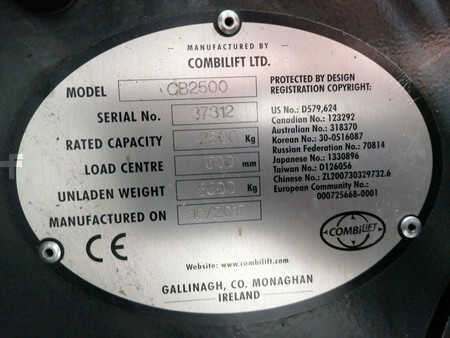 MANUFACTURED BY
COMBILIFT LTD.
MODEL CB2500
SERIAL No. 37312
RATED CAPACITY Kg
LOAD CENTRE mm
UNLADEN WEIGHT Kg
MANUFACTURED ON
PROTECTED BY DESIGN
REGISTRATION COPYRIGHT:
US No.: D579,624
Canadian No.: 123292
Australian No.: 318370
Korean No.: 30-0516087
Russian Federation No.: 70814
Japanese No.: 1330896
Taiwan No.: D126056
Chinese No.: ZL200730329732.6
European Community No.:
000725668-0001
CE
COMBiLIFT
Website: www.combilift.com
GALLINAGH, CO. MONAGHAN
IRELAND